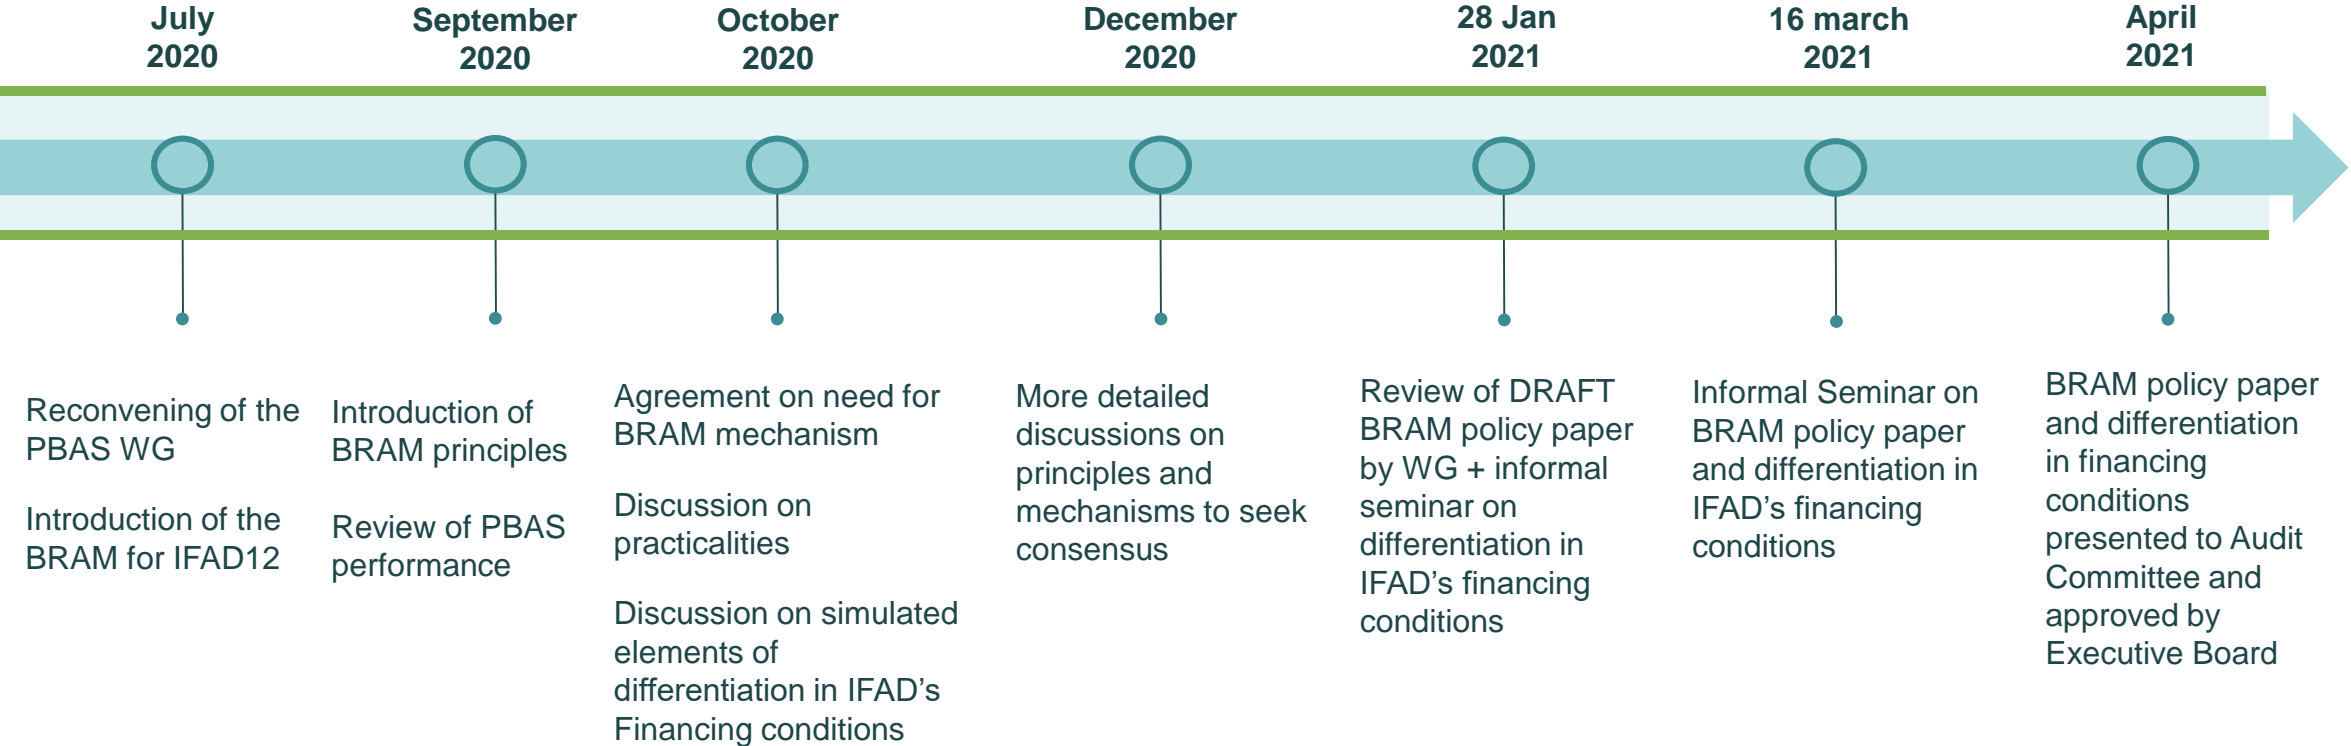 July
2020
September
2020
October
2020
December
2020
28 Jan
2021
16 march
2021
April
2021
Reconvening of the
PBAS WG
Introduction of the
BRAM for IFAD12
Introduction of
BRAM principles
Review of PBAS
performance
Agreement on need for
BRAM mechanism
Discussion on
practicalities
Discussion on simulated
elements of
differentiation in IFAD’s
Financing conditions
More detailed
discussions on
principles and
mechanisms to seek
consensus
Review of DRAFT
BRAM policy paper
by WG + informal
seminar on
differentiation in
IFAD’s financing
conditions
Informal Seminar on
BRAM policy paper
and differentiation in
IFAD’s financing
conditions
BRAM policy paper
and differentiation
in financing
conditions
presented to Audit
Committee and
approved by
Executive Board